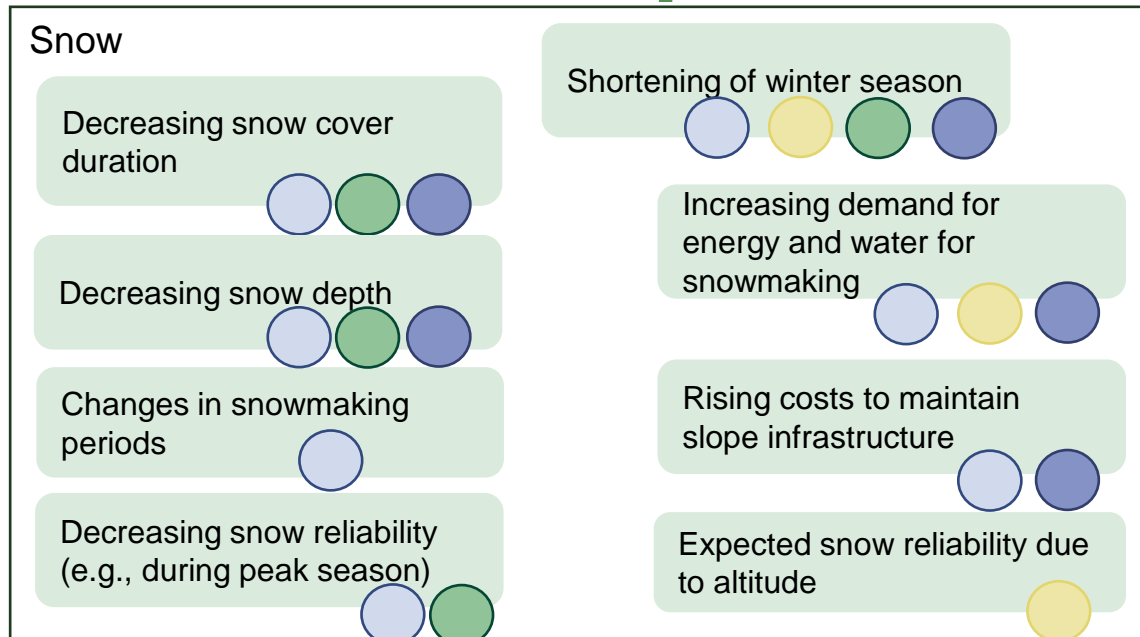 Snow
Decreasing snow cover
duration
Decreasing snow depth
Changes in snowmaking
periods
Decreasing snow reliability
(e.g., during peak season)
Shortening of winter season
Increasing demand for
energy and water for
snowmaking
Rising costs to maintain
slope infrastructure
Expected snow reliability due
to altitude